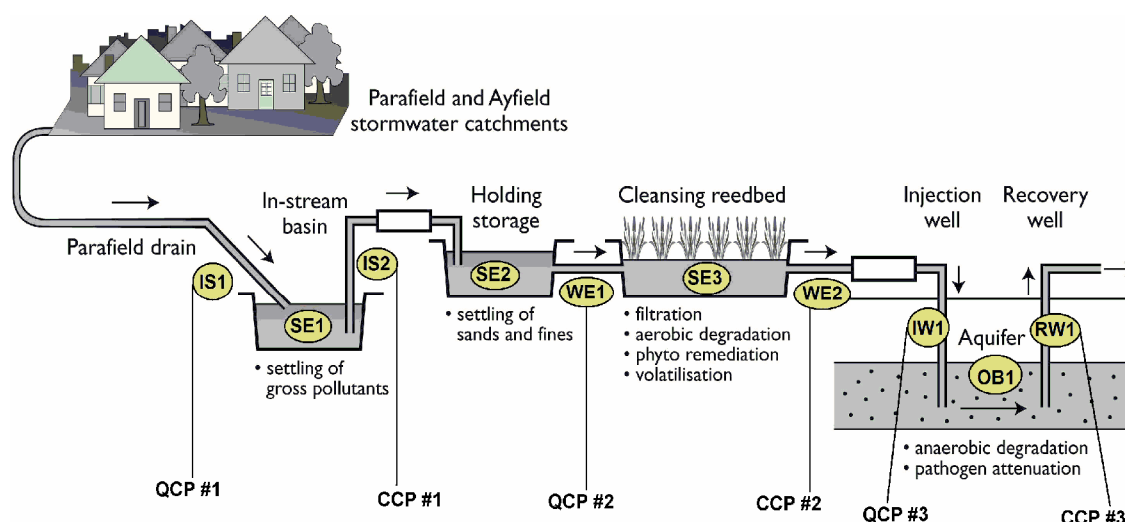 Parafield and Ayfield
stormwater catchments
In-stream
basin
Holding
storage
Cleansing reedbed
Injection
well
Recovery
well
Parafield drain
IS1
IS2
SE1
SE2
WE1
SE3
WE2
IW1
Aquifer
RW1
OB1
• settling of
gross pollutants
• settling of
sands and fines
• filtration
• aerobic degradation
• phyto remediation
• volatilisation
• anaerobic degradation
• pathogen attenuation
QCP #1
CCP #1
QCP #2
CCP #2
QCP #3
CCP #3